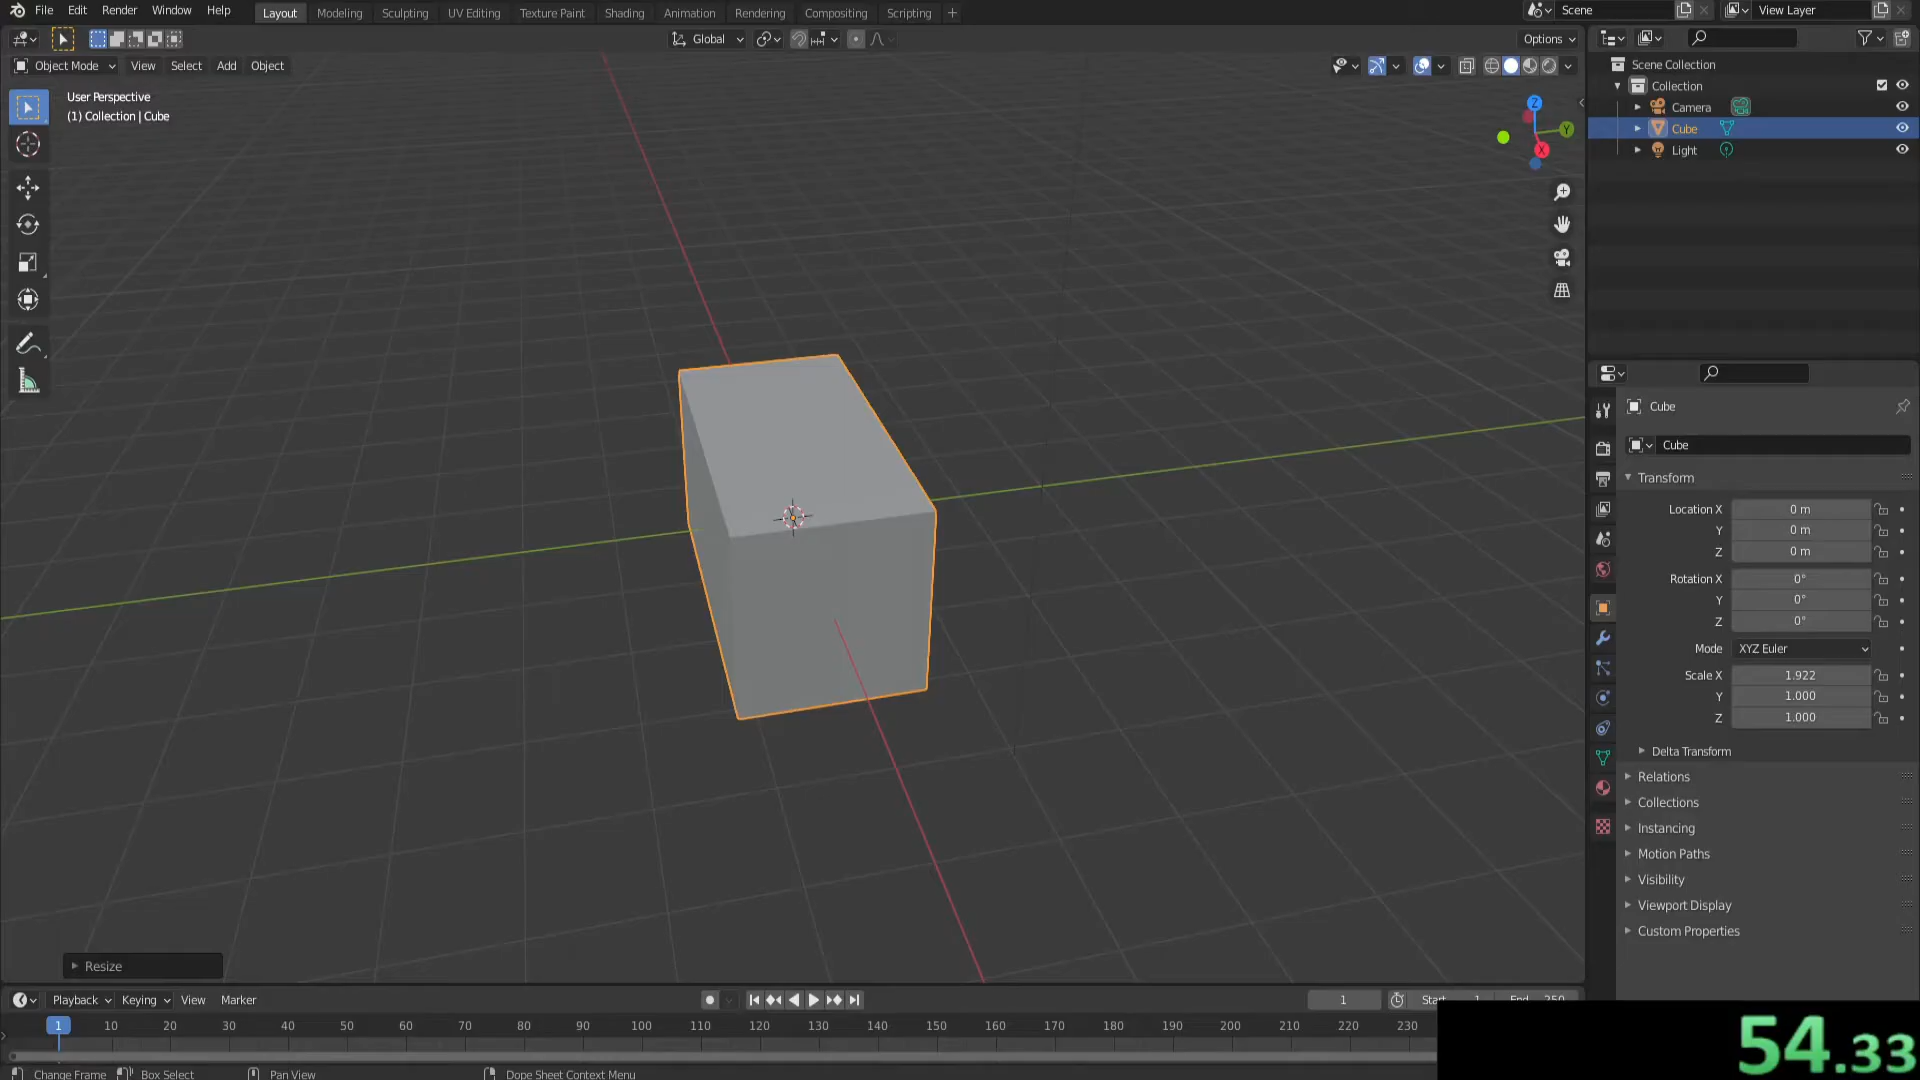 File Edit Render Window Help Layout Modeling Sculpting UV Editing Texture Paint Shading Animation Rendering Compositing Scripting + Scene View Layer
Global Options
Object Mode View Select Add Object
User Perspective
(1) Collection | Cube
Z
Y
X
Scene Collection
Collection
Camera
Cube
Light
Cube
Cube
Transform
Location X 0 m
Y 0 m
Z 0 m
Rotation X 0°
Y 0°
Z 0°
Mode XYZ Euler
Scale X 1.922
Y 1.000
Z 1.000
Delta Transform
Relations
Collections
Instancing
Motion Paths
Visibility
Viewport Display
Custom Properties
Resize
Playback Keying View Marker 1 Start 1 End 250
1 10 20 30 40 50 60 70 80 90 100 110 120 130 140 150 160 170 180 190 200 210 220 230
54.33
Change Frame Box Select Pan View Dope Sheet Context Menu